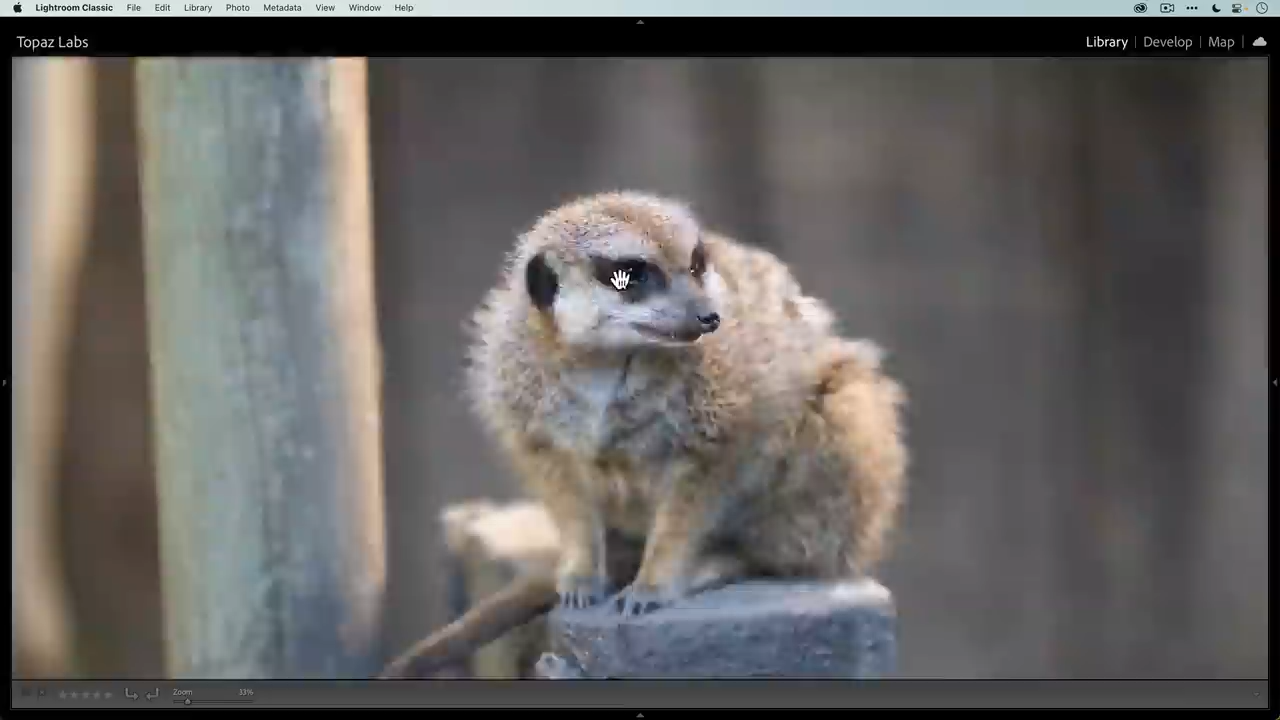 Lightroom Classic File Edit Library Photo Metadata View Window Help
Topaz Labs
Library | Develop | Map |
Zoom 33%